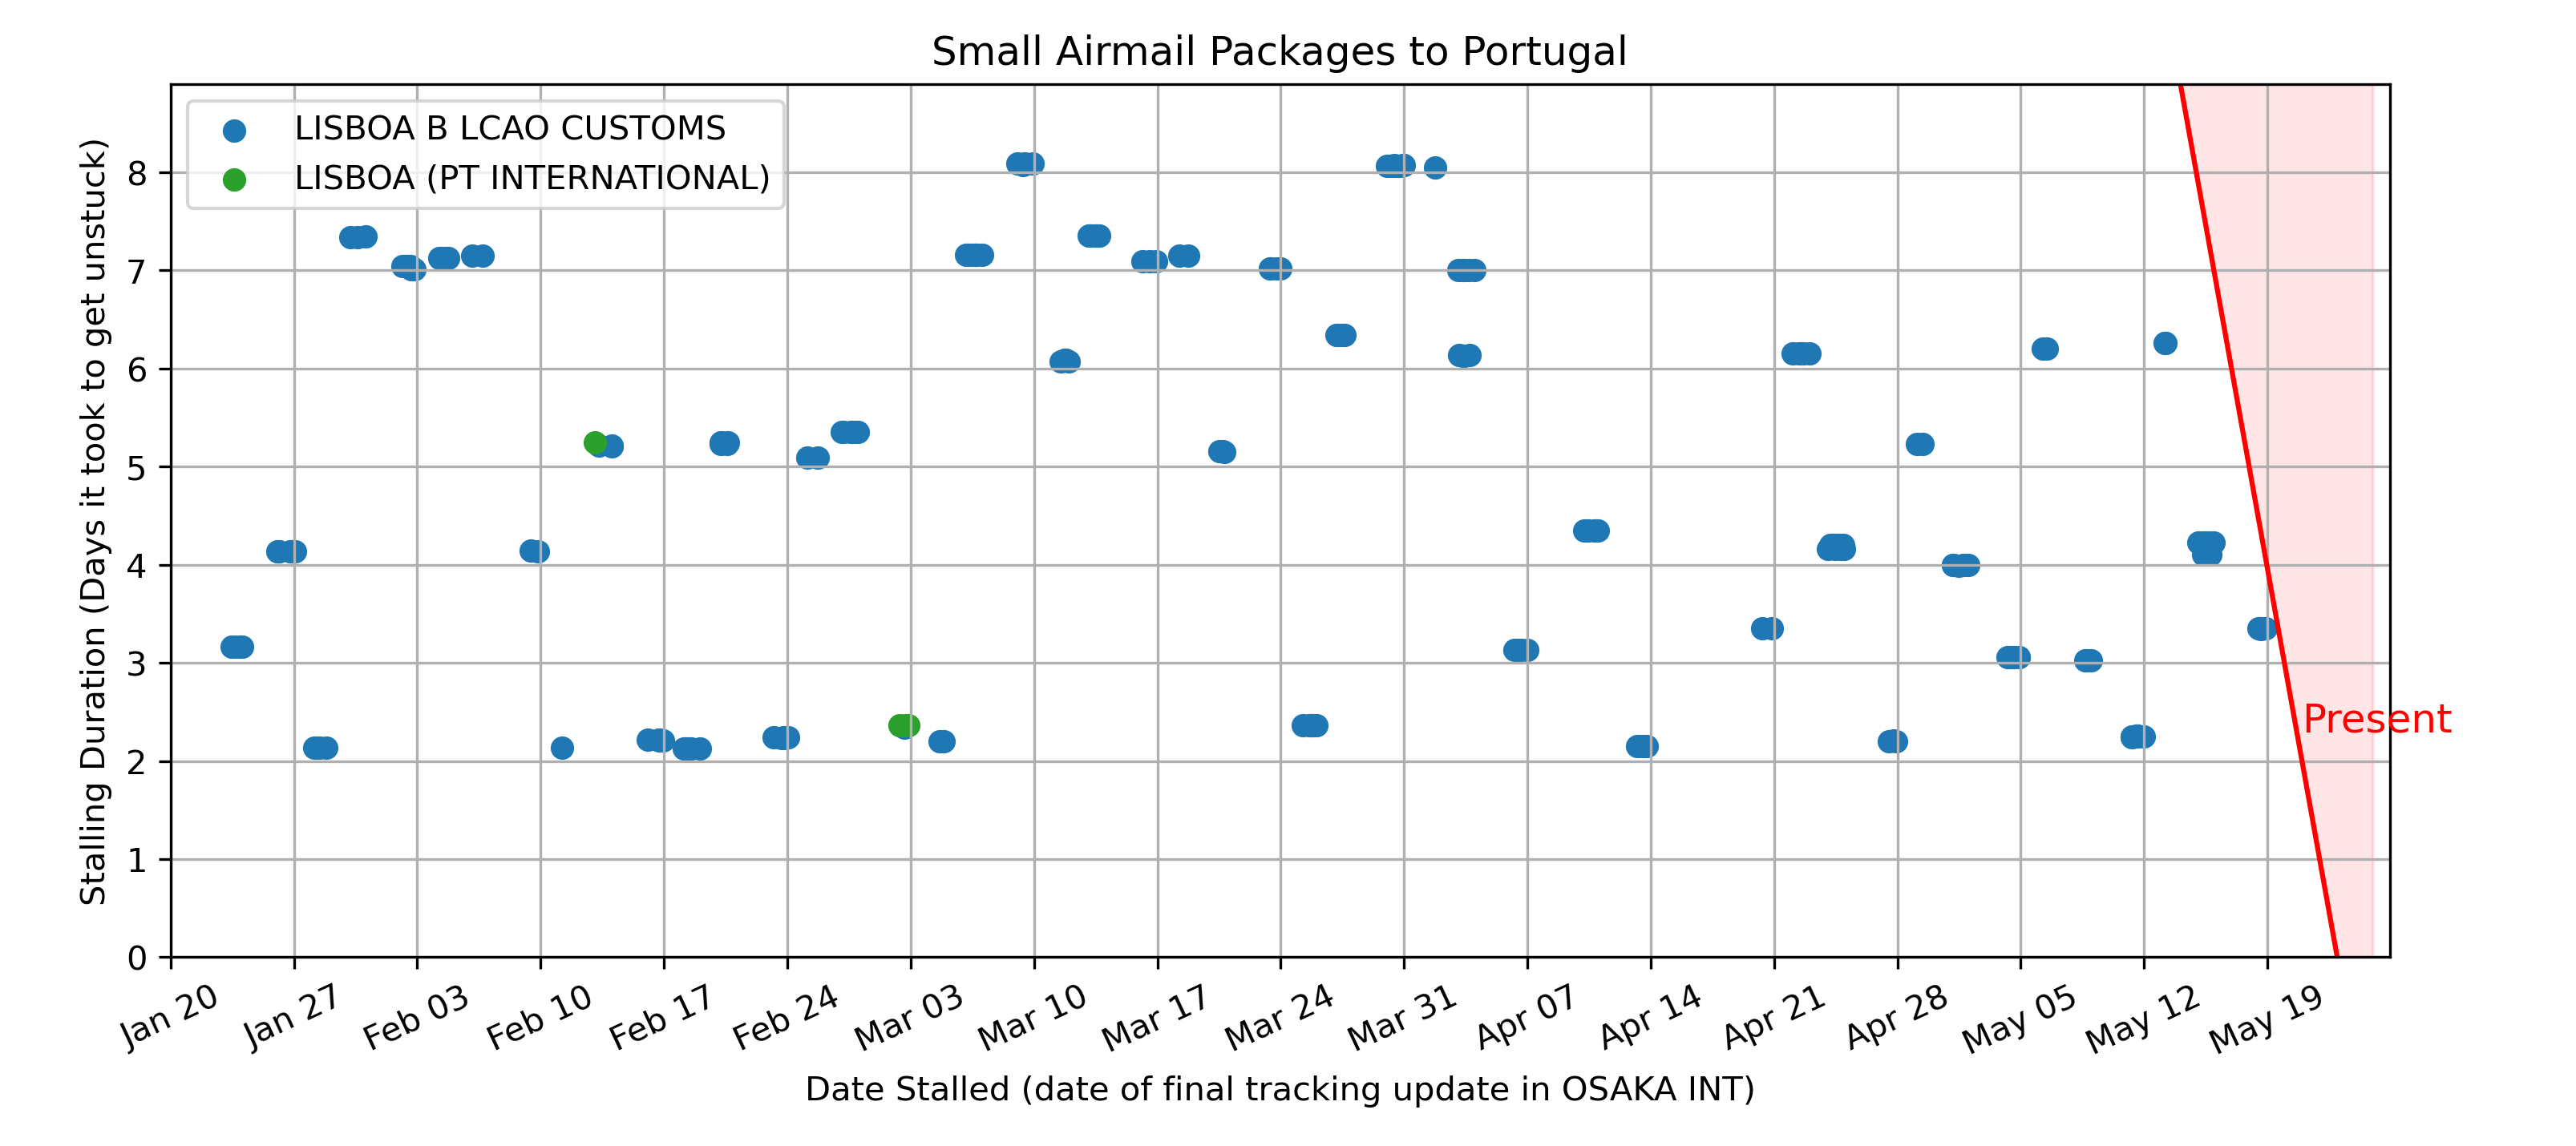 Small Airmail Packages to Portugal
LISBOA B LCAO CUSTOMS
LISBOA (PT INTERNATIONAL)
Stalling Duration (Days it took to get unstuck)
8
7
6
5
4
3
2
1
0
Present
Jan 20
Jan 27
Feb 03
Feb 10
Feb 17
Feb 24
Mar 03
Mar 10
Mar 17
Mar 24
Mar 31
Apr 07
Apr 14
Apr 21
Apr 28
May 05
May 12
May 19
Date Stalled (date of final tracking update in OSAKA INT)